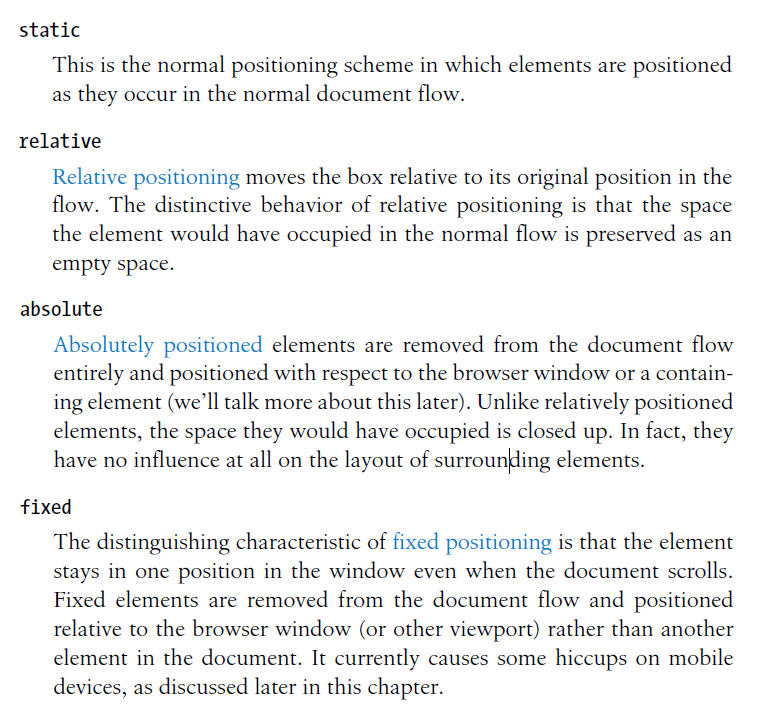 static
This is the normal positioning scheme in which elements are positioned
as they occur in the normal document flow.
relative
Relative positioning moves the box relative to its original position in the
flow. The distinctive behavior of relative positioning is that the space
the element would have occupied in the normal flow is preserved as an
empty space.
absolute
Absolutely positioned elements are removed from the document flow
entirely and positioned with respect to the browser window or a contain-
ing element (we’ll talk more about this later). Unlike relatively positioned
elements, the space they would have occupied is closed up. In fact, they
have no influence at all on the layout of surrounding elements.
fixed
The distinguishing characteristic of fixed positioning is that the element
stays in one position in the window even when the document scrolls.
Fixed elements are removed from the document flow and positioned
relative to the browser window (or other viewport) rather than another
element in the document. It currently causes some hiccups on mobile
devices, as discussed later in this chapter.